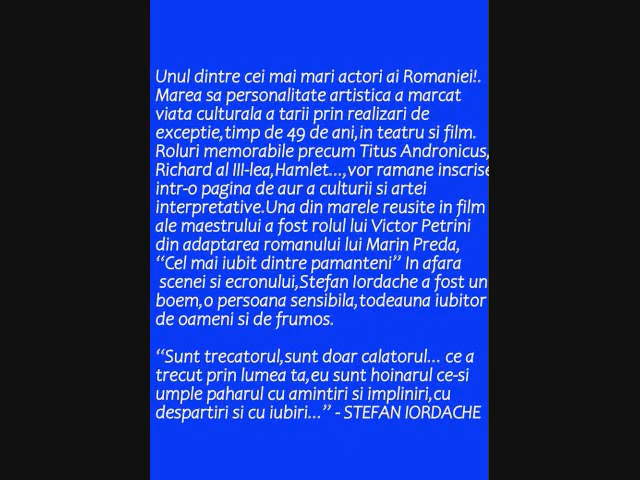 Unul dintre cei mai mari actori ai Romaniei!.
Marea sa personalitate artistica a marcat
viata culturala a tarii prin realizari de
exceptie,timp de 49 de ani,in teatru si film.
Roluri memorabile precum Titus Andronicus,
Richard al III-lea,Hamlet...,vor ramane inscrise
intr-o pagina de aur a culturii si artei
interpretative.Una din marele reusite in film
ale maestrului a fost rolul lui Victor Petrini
din adaptarea romanului lui Marin Preda,
“Cel mai iubit dintre pamanteni” In afara
scenei si ecronului,Stefan Iordache a fost un
boem,o persoana sensibila,todeauna iubitor
de oameni si de frumos.

“Sunt trecatorul,sunt doar calatorul... ce a
trecut prin lumea ta,eu sunt hoinarul ce-si
umple paharul cu amintiri si impliniri,cu
despartiri si cu iubiri...” - STEFAN IORDACHE